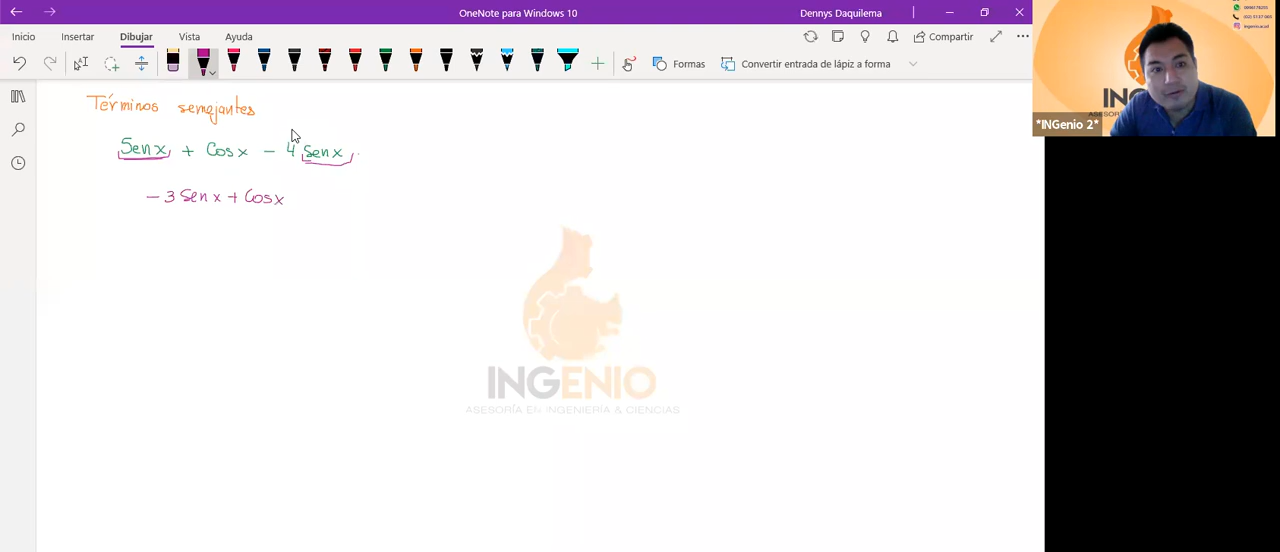 OneNote para Windows 10
Dennys Daquilema
Inicio
Insertar
Dibujar
Vista
Ayuda
Compartir
Formas
Convertir entrada de lápiz a forma
Términos semejantes
Sen x + Cos x - 4 sen x
- 3 Sen x + Cos x
INGENIO
ASESORÍA EN INGENIERÍA & CIENCIAS
*INGenio 2*